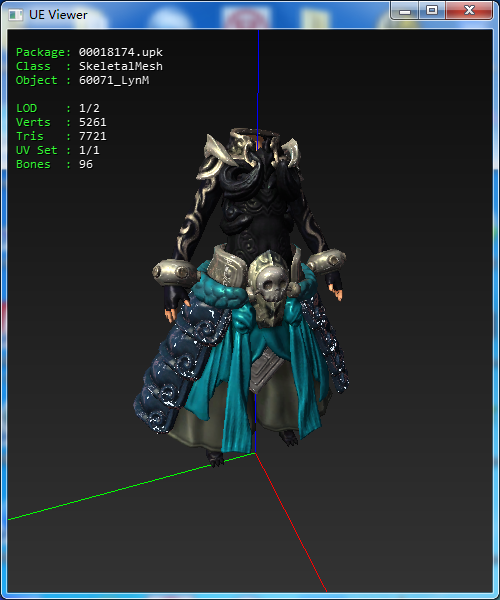 UE Viewer
Package: 00018174.upk
Class : SkeletalMesh
Object : 60071_LynM
LOD : 1/2
Verts : 5261
Tris : 7721
UV Set : 1/1
Bones : 96